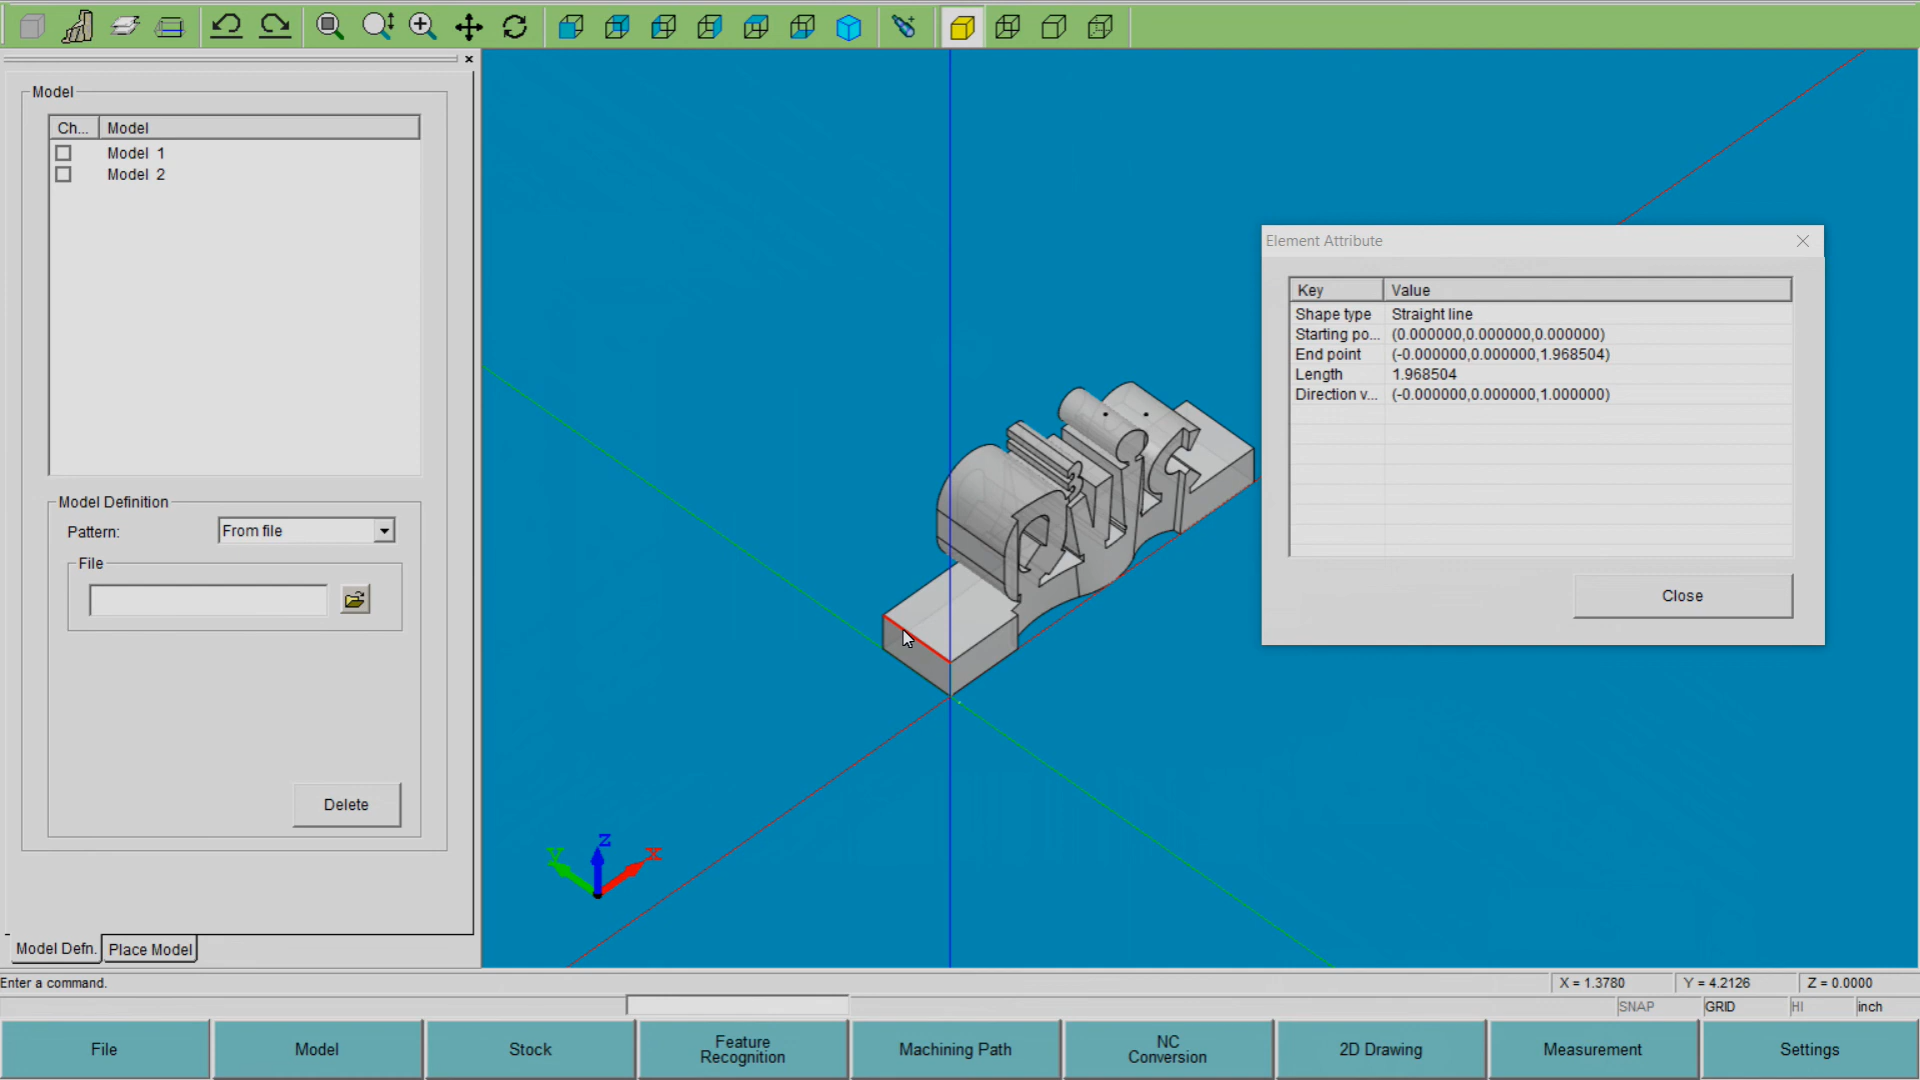 Model
Ch... Model
Model 1
Model 2
Model Definition
Pattern: From file
File
Delete
Model Defn. Place Model
Element Attribute
Key Value
Shape type Straight line
Starting po... (0.000000,0.000000,0.000000)
End point (-0.000000,0.000000,1.968504)
Length 1.968504
Direction v... (-0.000000,0.000000,1.000000)
Close
Y Z X
Enter a command.
X = 1.3780 Y = 4.2126 Z = 0.0000
SNAP GRID HI inch
File Model Stock Feature Recognition Machining Path NC Conversion 2D Drawing Measurement Settings